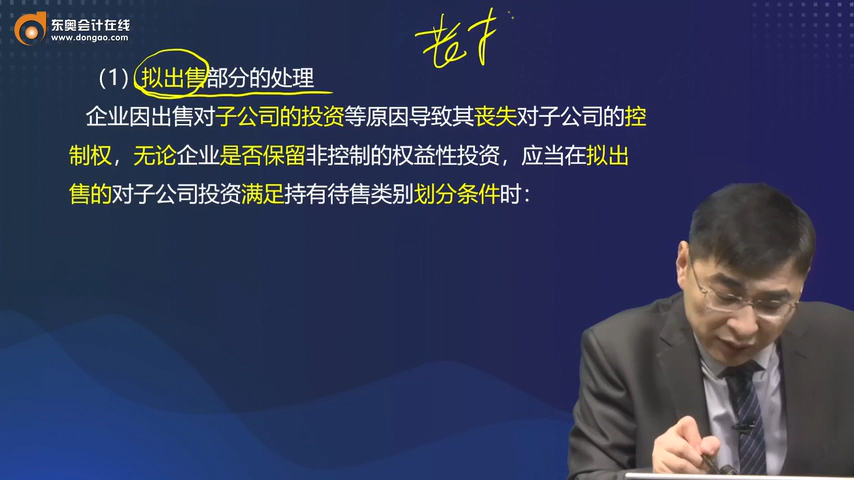 东奥会计在线
www.dongao.com
（1）拟出售部分的处理
企业因出售对子公司的投资等原因导致其丧失对子公司的控
制权，无论企业是否保留非控制的权益性投资，应当在拟出
售的对子公司投资满足持有待售类别划分条件时：